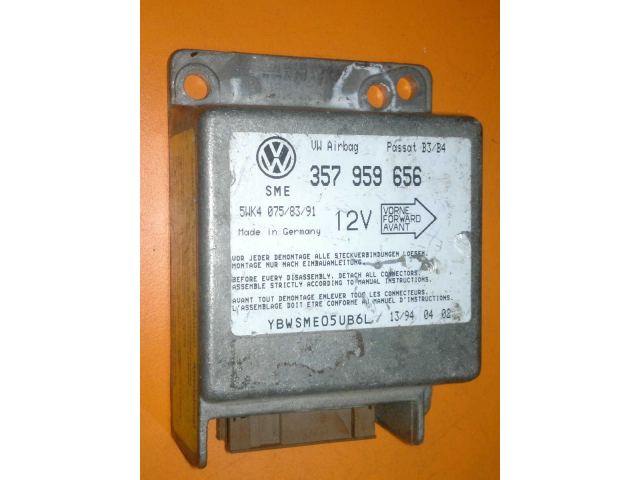 VW Airbag Passat B3/B4
SME 357 959 656
5WK4 075/83/91
Made in Germany
12V
VORNE
FORWARD
AVANT
VOR JEDER DEMONTAGE ALLE STECKVERBINDUNGEN LOESEN.
MONTAGE NUR NACH EINBAUANLEITUNG.
BEFORE EVERY DISASSEMBLY, DETACH ALL CONNECTORS.
ASSEMBLE STRICTLY ACCORDING TO MANUAL INSTRUCTIONS.
AVANT TOUT DEMONTAGE ENLEVER TOUS LES CONNECTEURS.
L'ASSEMBLAGE DOIT ETRE CONFORME AU MANUEL D'INSTRUCTIONS.
YBWSME05UB6L 13/94 04 02